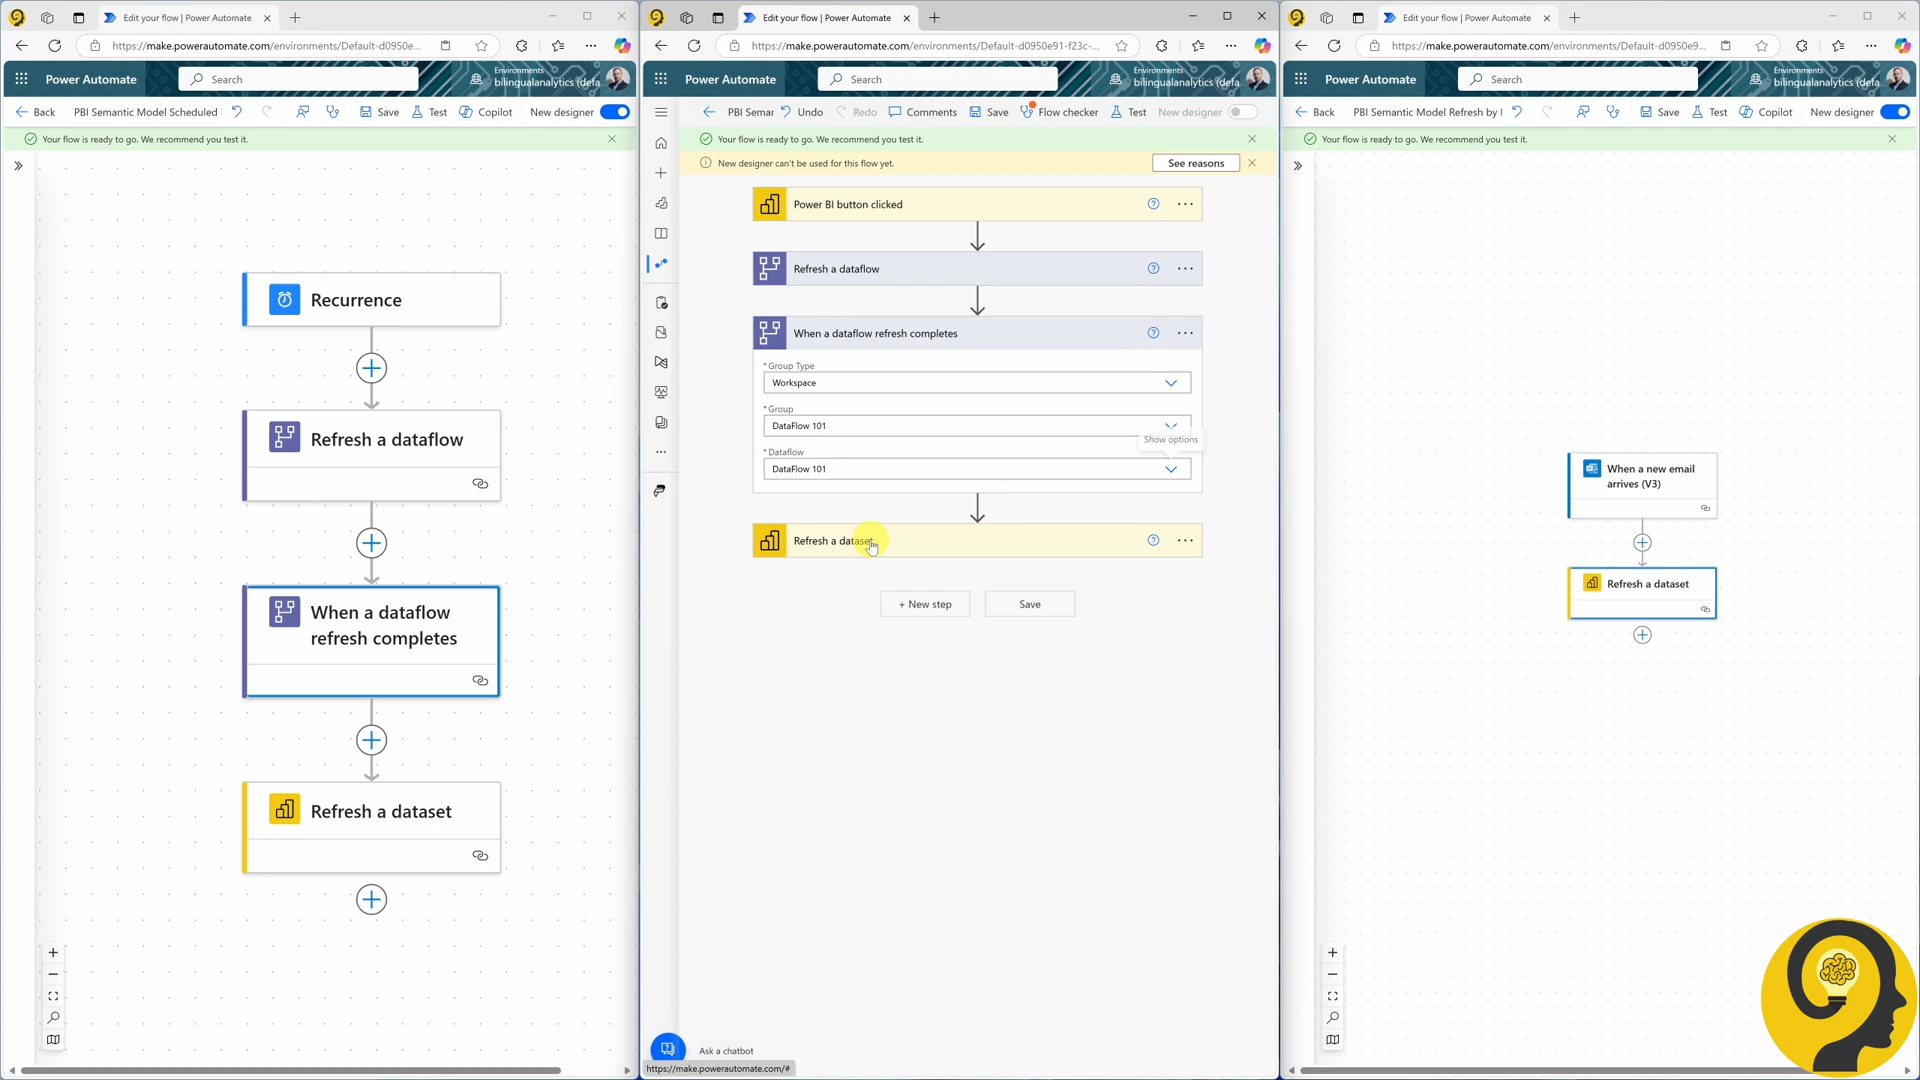 Edit your flow | Power Automate
https://make.powerautomate.com/environments/Default-d0950e...
Power Automate
Search
Environments
bilingualanalytics (defa
Back
PBI Semantic Model Scheduled
Save
Test
Copilot
New designer
Your flow is ready to go. We recommend you test it.
Recurrence
Refresh a dataflow
When a dataflow
refresh completes
Refresh a dataset
Edit your flow | Power Automate
https://make.powerautomate.com/environments/Default-d0950e91-f23c-...
Power Automate
Search
Environments
bilingualanalytics (defa
PBI Semar
Undo
Redo
Comments
Save
Flow checker
Test
New designer
Your flow is ready to go. We recommend you test it.
New designer can't be used for this flow yet.
See reasons
Power BI button clicked
Refresh a dataflow
When a dataflow refresh completes
* Group Type
Workspace
* Group
DataFlow 101
Show options
* Dataflow
DataFlow 101
Refresh a dataset
+ New step
Save
Ask a chatbot
https://make.powerautomate.com/#
Edit your flow | Power Automate
https://make.powerautomate.com/environments/Default-d0950e9...
Power Automate
Search
Environments
bilingualanalytics (defa
Back
PBI Semantic Model Refresh by I
Save
Test
Copilot
New designer
Your flow is ready to go. We recommend you test it.
When a new email
arrives (V3)
Refresh a dataset